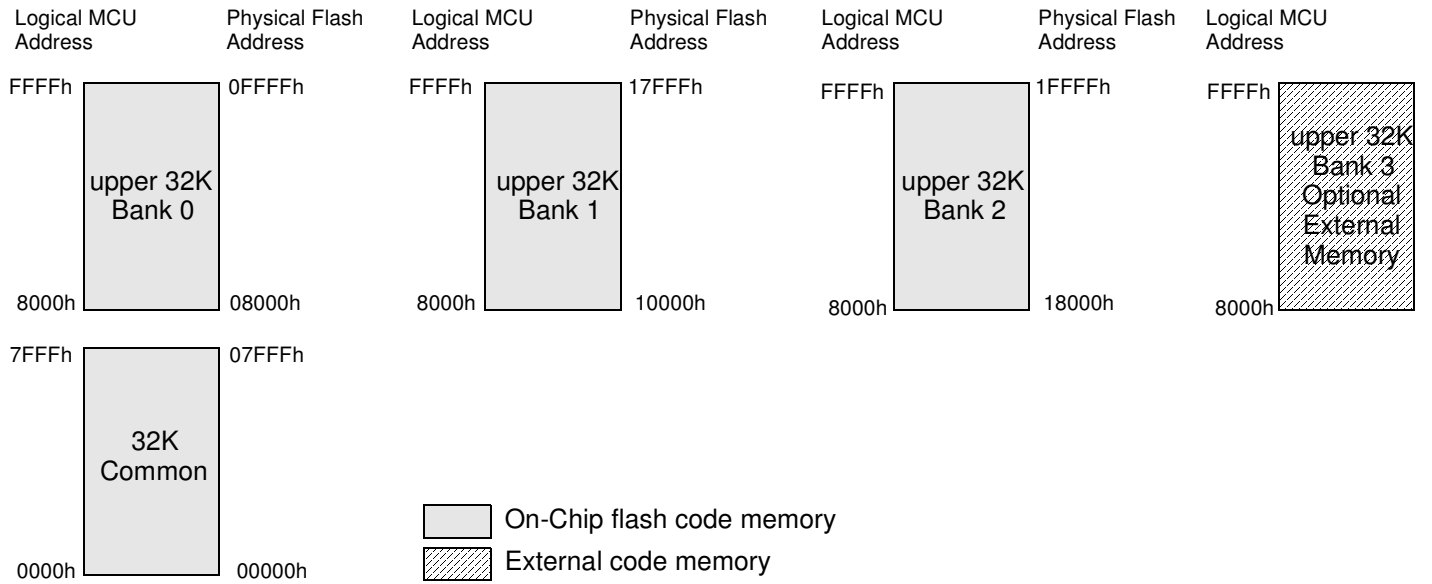 Logical MCU
Address
Physical Flash
Address
Logical MCU
Address
Physical Flash
Address
Logical MCU
Address
Physical Flash
Address
Logical MCU
Address
FFFFh
0FFFFh
upper 32K
Bank 0
8000h
08000h
FFFFh
17FFFh
upper 32K
Bank 1
8000h
10000h
FFFFh
1FFFFh
upper 32K
Bank 2
8000h
18000h
FFFFh
upper 32K
Bank 3
Optional
External
Memory
8000h
7FFFh
07FFFh
32K
Common
0000h
00000h
On-Chip flash code memory
External code memory